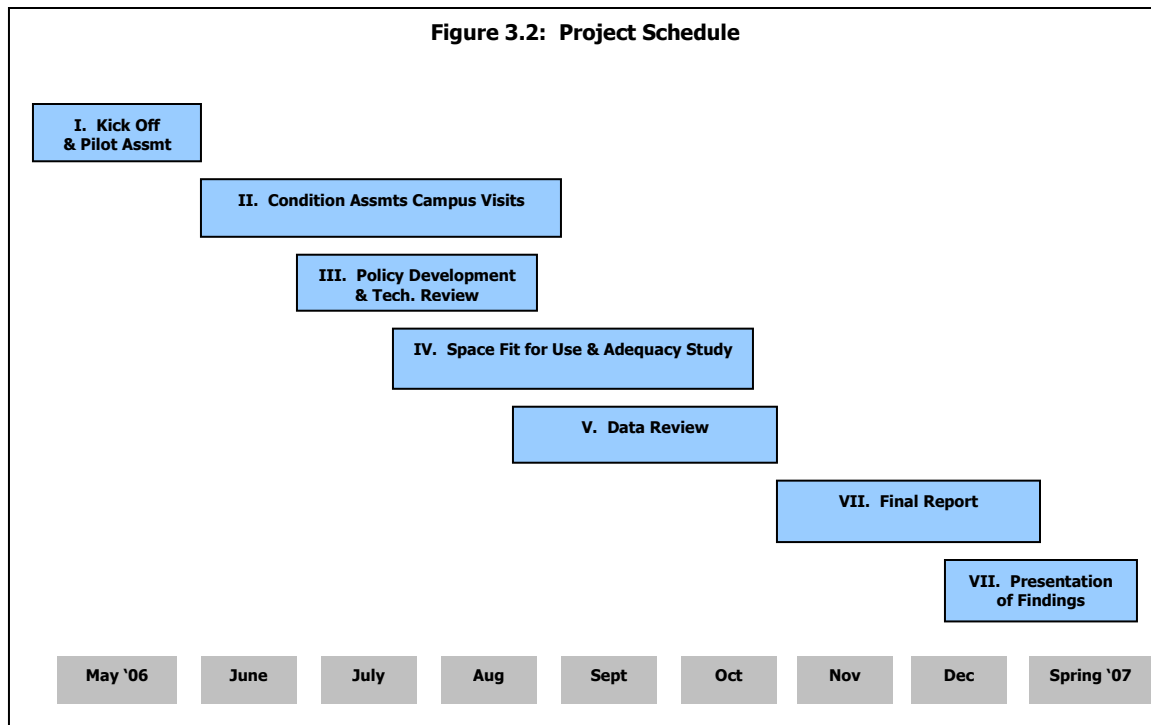 Figure 3.2:  Project Schedule
I.  Kick Off
& Pilot Assmt
II.  Condition Assmts Campus Visits
III.  Policy Development
& Tech. Review
IV.  Space Fit for Use & Adequacy Study
V.  Data Review
VII.  Final Report
VII.  Presentation
of Findings
May ‘06
June
July
Aug
Sept
Oct
Nov
Dec
Spring ‘07